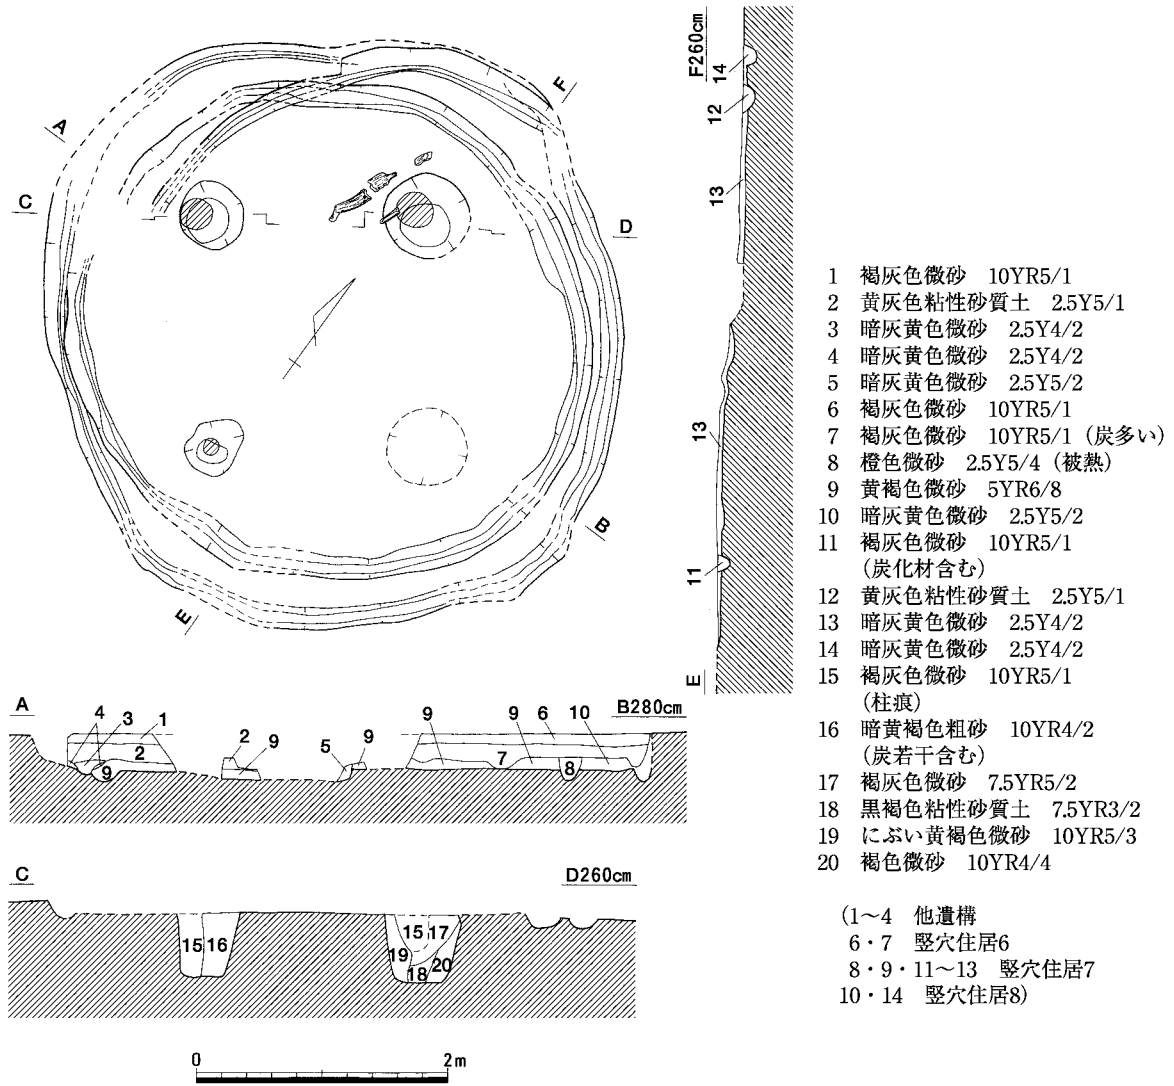 A
C
F
D
B
E
F260cm
14
12
13
13
11
E
A
4
3
1
2
9
2
9
5
9
9
9
6
10
7
8
B280cm
C
D260cm
15
16
15
17
19
18
20
0
2m
1 褐灰色微砂 10YR5/1
2 黄灰色粘性砂質土 2.5Y5/1
3 暗灰黄色微砂 2.5Y4/2
4 暗灰黄色微砂 2.5Y4/2
5 暗灰黄色微砂 2.5Y5/2
6 褐灰色微砂 10YR5/1
7 褐灰色微砂 10YR5/1(炭多い)
8 橙色微砂 2.5Y5/4(被熱)
9 黄褐色微砂 5YR6/8
10 暗灰黄色微砂 2.5Y5/2
11 褐灰色微砂 10YR5/1
(炭化材含む)
12 黄灰色粘性砂質土 2.5Y5/1
13 暗灰黄色微砂 2.5Y4/2
14 暗灰黄色微砂 2.5Y4/2
15 褐灰色微砂 10YR5/1
(柱痕)
16 暗黄褐色粗砂 10YR4/2
(炭若干含む)
17 褐灰色微砂 7.5YR5/2
18 黒褐色粘性砂質土 7.5YR3/2
19 にぶい黄褐色微砂 10YR5/3
20 褐色微砂 10YR4/4
(1〜4 他遺構
6・7 竪穴住居6
8・9・11〜13 竪穴住居7
10・14 竪穴住居8)